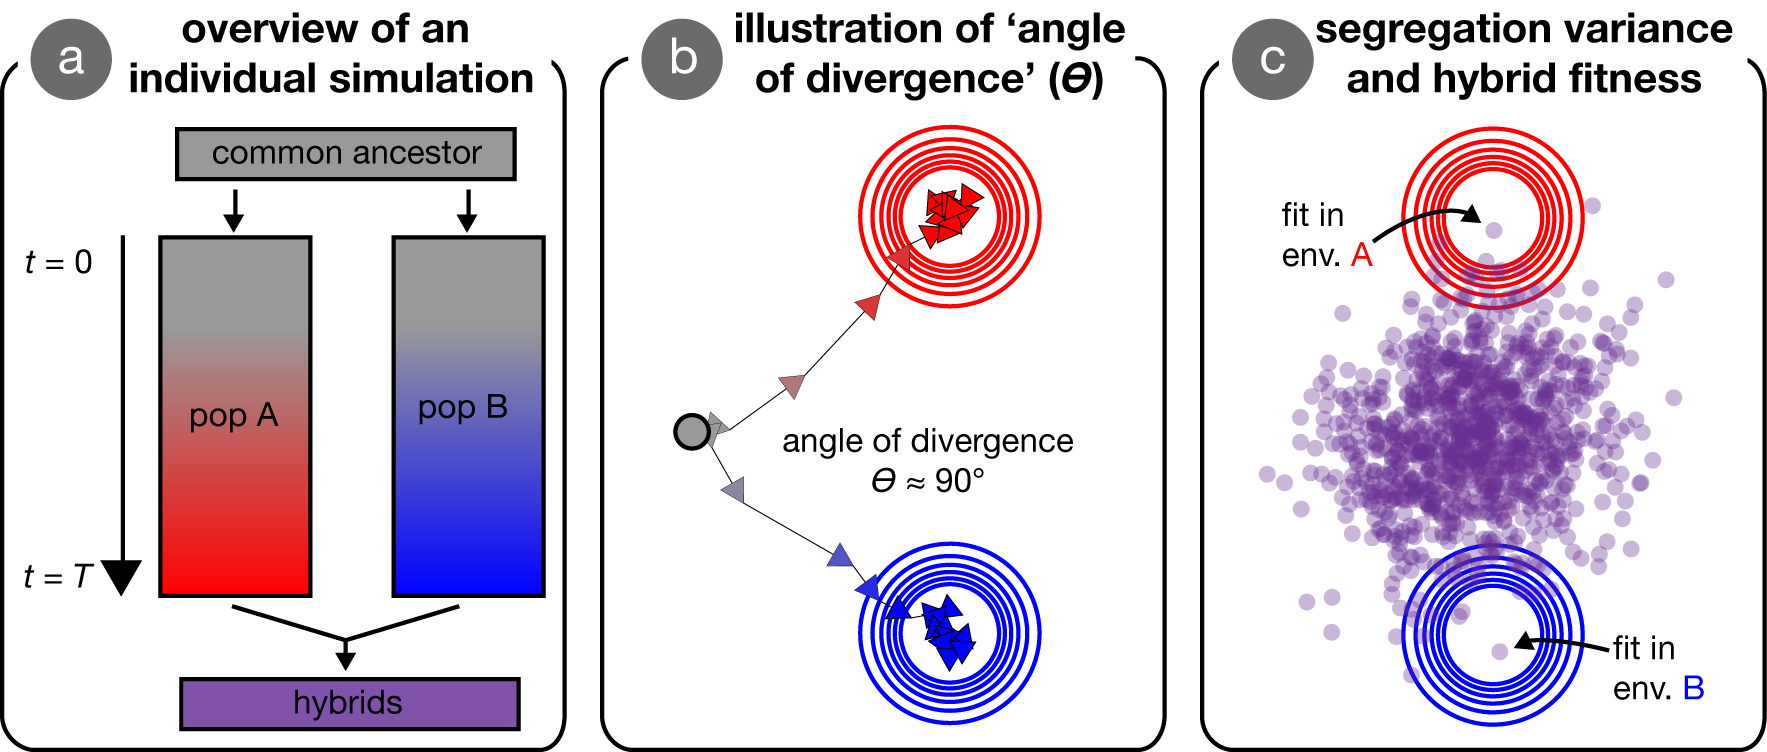 a
overview of an
individual simulation
common ancestor
t = 0
pop A
pop B
t = T
hybrids
b
illustration of ‘angle
of divergence’ (Θ)
angle of divergence
Θ ≈ 90°
c
segregation variance
and hybrid fitness
fit in
env. A
fit in
env. B